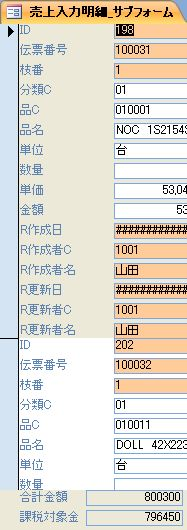 売上入力明細_サブフォーム
ID 198
伝票番号 100031
枝番 1
分類C 01
品C 010001
品名 NOC 1S2154S
単位 台
数量
単価 53,04
金額 53
R作成日 ##########
R作成者C 1001
R作成者名 山田
R更新日 ##########
R更新者C 1001
R更新者名 山田
ID 202
伝票番号 100032
枝番 1
分類C 01
品C 010011
品名 DOLL 42X223
単位 台
数量
合計金額 800300
課税対象金 796450